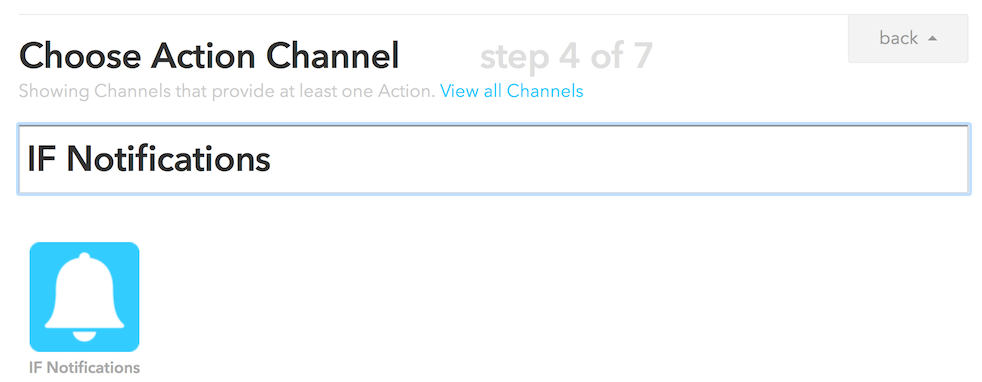 Choose Action Channel step 4 of 7 back
Showing Channels that provide at least one Action. View all Channels
IF Notifications
IF Notifications